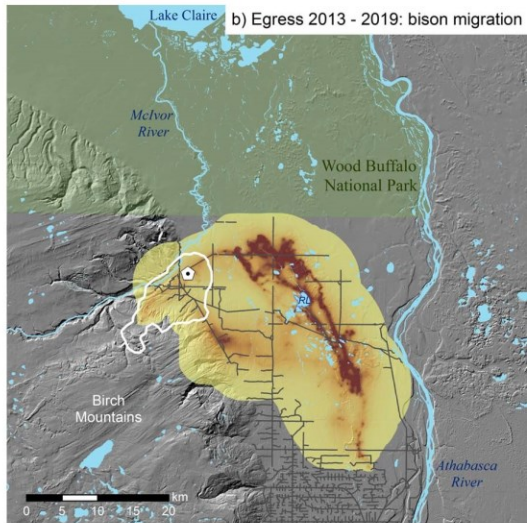 Lake Claire
b) Egress 2013 - 2019: bison migration
McIvor
River
Wood Buffalo
National Park
RL
Birch
Mountains
Athabasca
River
0 5 10 20
km